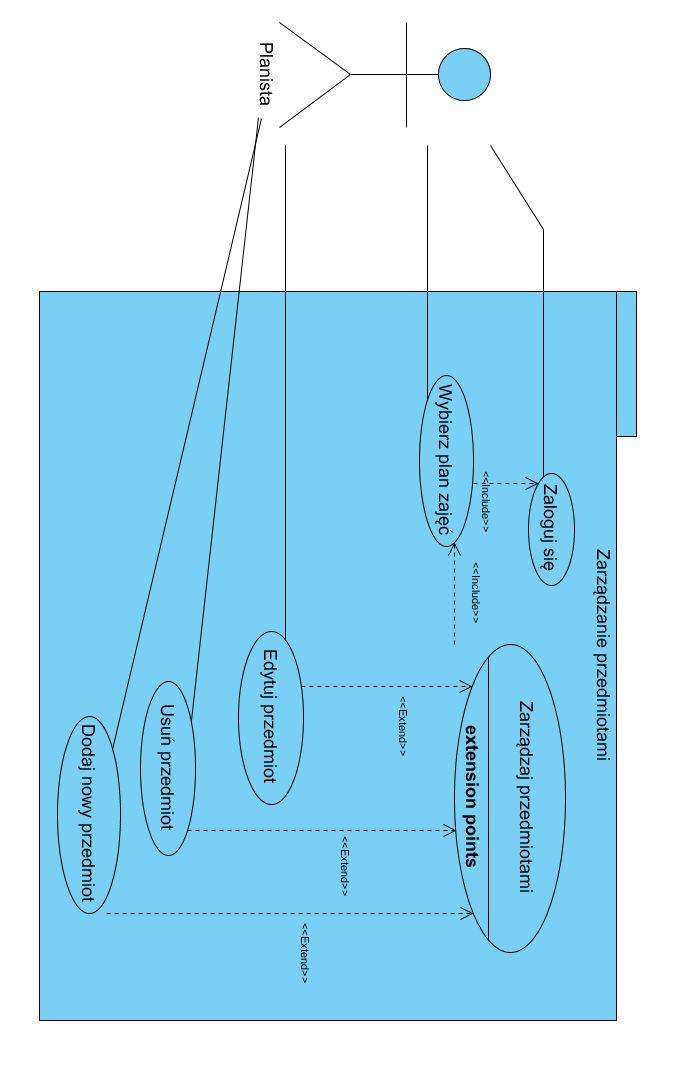 Zarządzanie przedmiotami
Zaloguj się
<<Include>>
Wybierz plan zajęć
<<Include>>
Zarządzaj przedmiotami
extension points
Planista
Edytuj przedmiot
<<Extend>>
Usuń przedmiot
<<Extend>>
Dodaj nowy przedmiot
<<Extend>>